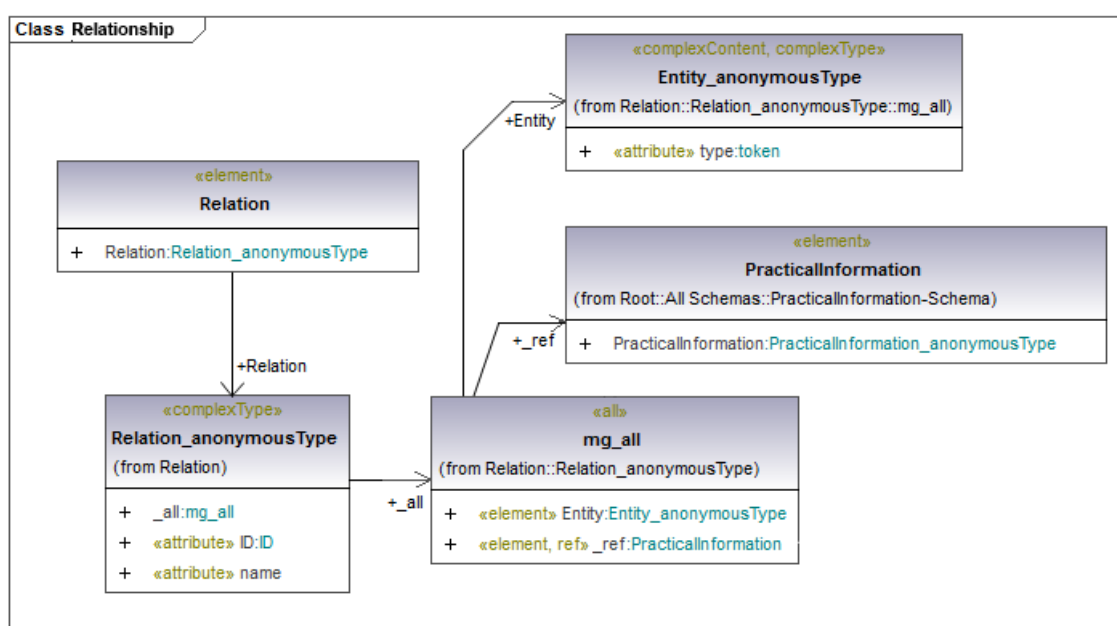 Class Relationship
«complexContent, complexType»
Entity_anonymousType
(from Relation::Relation_anonymousType::mg_all)
+ «attribute» type:token
+Entity
«element»
Relation
+ Relation:Relation_anonymousType
«element»
PracticalInformation
(from Root::All Schemas::PracticalInformation-Schema)
+ PracticalInformation:PracticalInformation_anonymousType
+_ref
+Relation
«complexType»
Relation_anonymousType
(from Relation)
+ _all:mg_all
+ «attribute» ID:ID
+ «attribute» name
+_all
«all»
mg_all
(from Relation::Relation_anonymousType)
+ «element» Entity:Entity_anonymousType
+ «element, ref» _ref:PracticalInformation